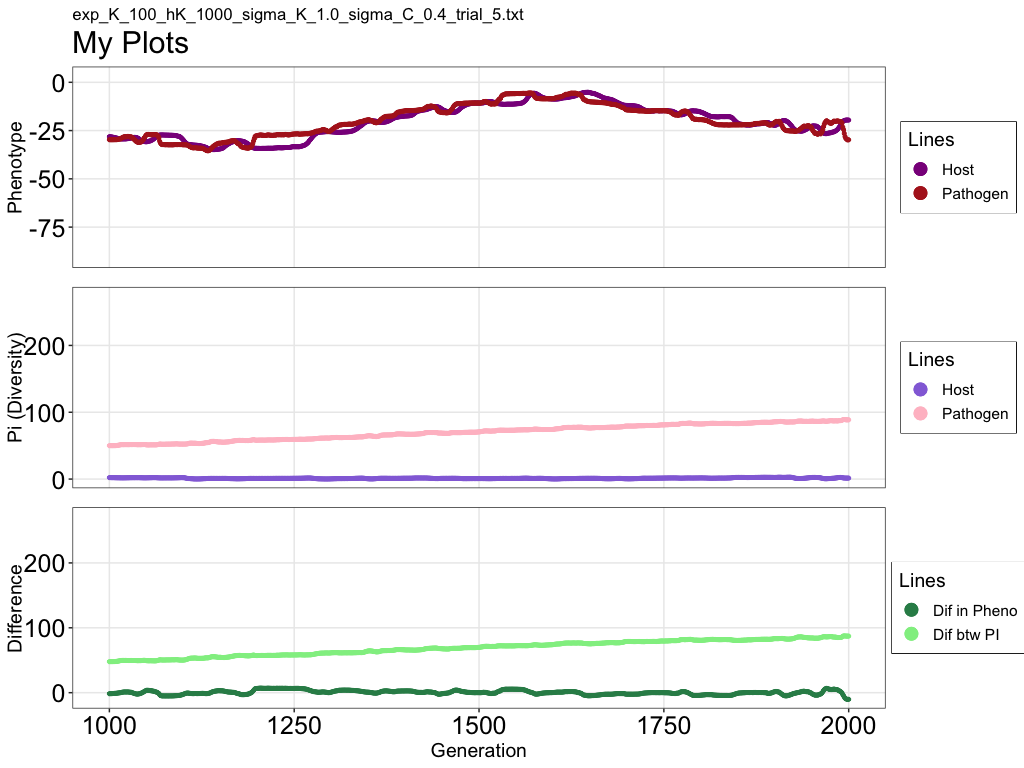 exp_K_100_hK_1000_sigma_K_1.0_sigma_C_0.4_trial_5.txt
My Plots
Phenotype
0
-25
-50
-75
Lines
Host
Pathogen
Pi (Diversity)
200
100
0
Lines
Host
Pathogen
Difference
200
100
0
Lines
Dif in Pheno
Dif btw PI
1000 1250 1500 1750 2000
Generation